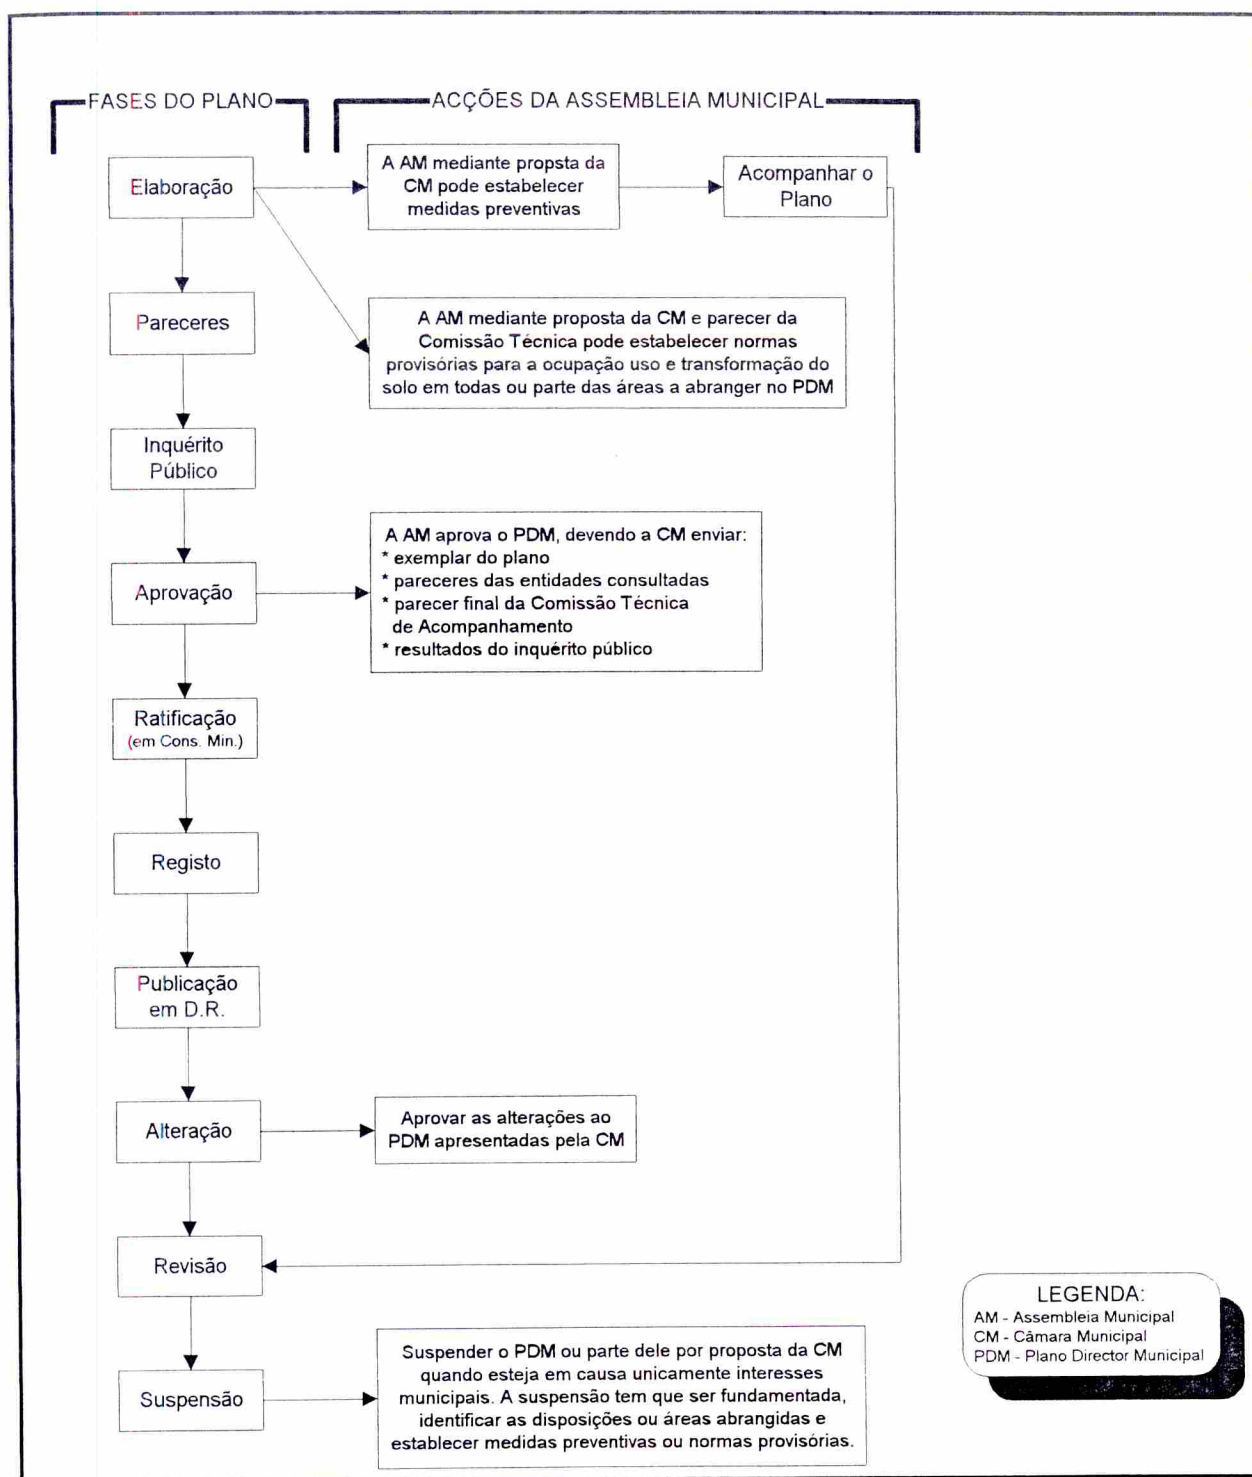 FASES DO PLANO
ACÇÕES DA ASSEMBLEIA MUNICIPAL
Elaboração
A AM mediante propsta da
CM pode estabelecer
medidas preventivas
Acompanhar o
Plano
Pareceres
A AM mediante proposta da CM e parecer da
Comissão Técnica pode estabelecer normas
provisórias para a ocupação uso e transformação do
solo em todas ou parte das áreas a abranger no PDM
Inquérito
Público
Aprovação
A AM aprova o PDM, devendo a CM enviar:
* exemplar do plano
* pareceres das entidades consultadas
* parecer final da Comissão Técnica
de Acompanhamento
* resultados do inquérito público
Ratificação
(em Cons. Min.)
Registo
Publicação
em D.R.
Alteração
Aprovar as alterações ao
PDM apresentadas pela CM
Revisão
Suspensão
Suspender o PDM ou parte dele por proposta da CM
quando esteja em causa unicamente interesses
municipais. A suspensão tem que ser fundamentada,
identificar as disposições ou áreas abrangidas e
establecer medidas preventivas ou normas provisórias.
LEGENDA:
AM - Assembleia Municipal
CM - Câmara Municipal
PDM - Plano Director Municipal